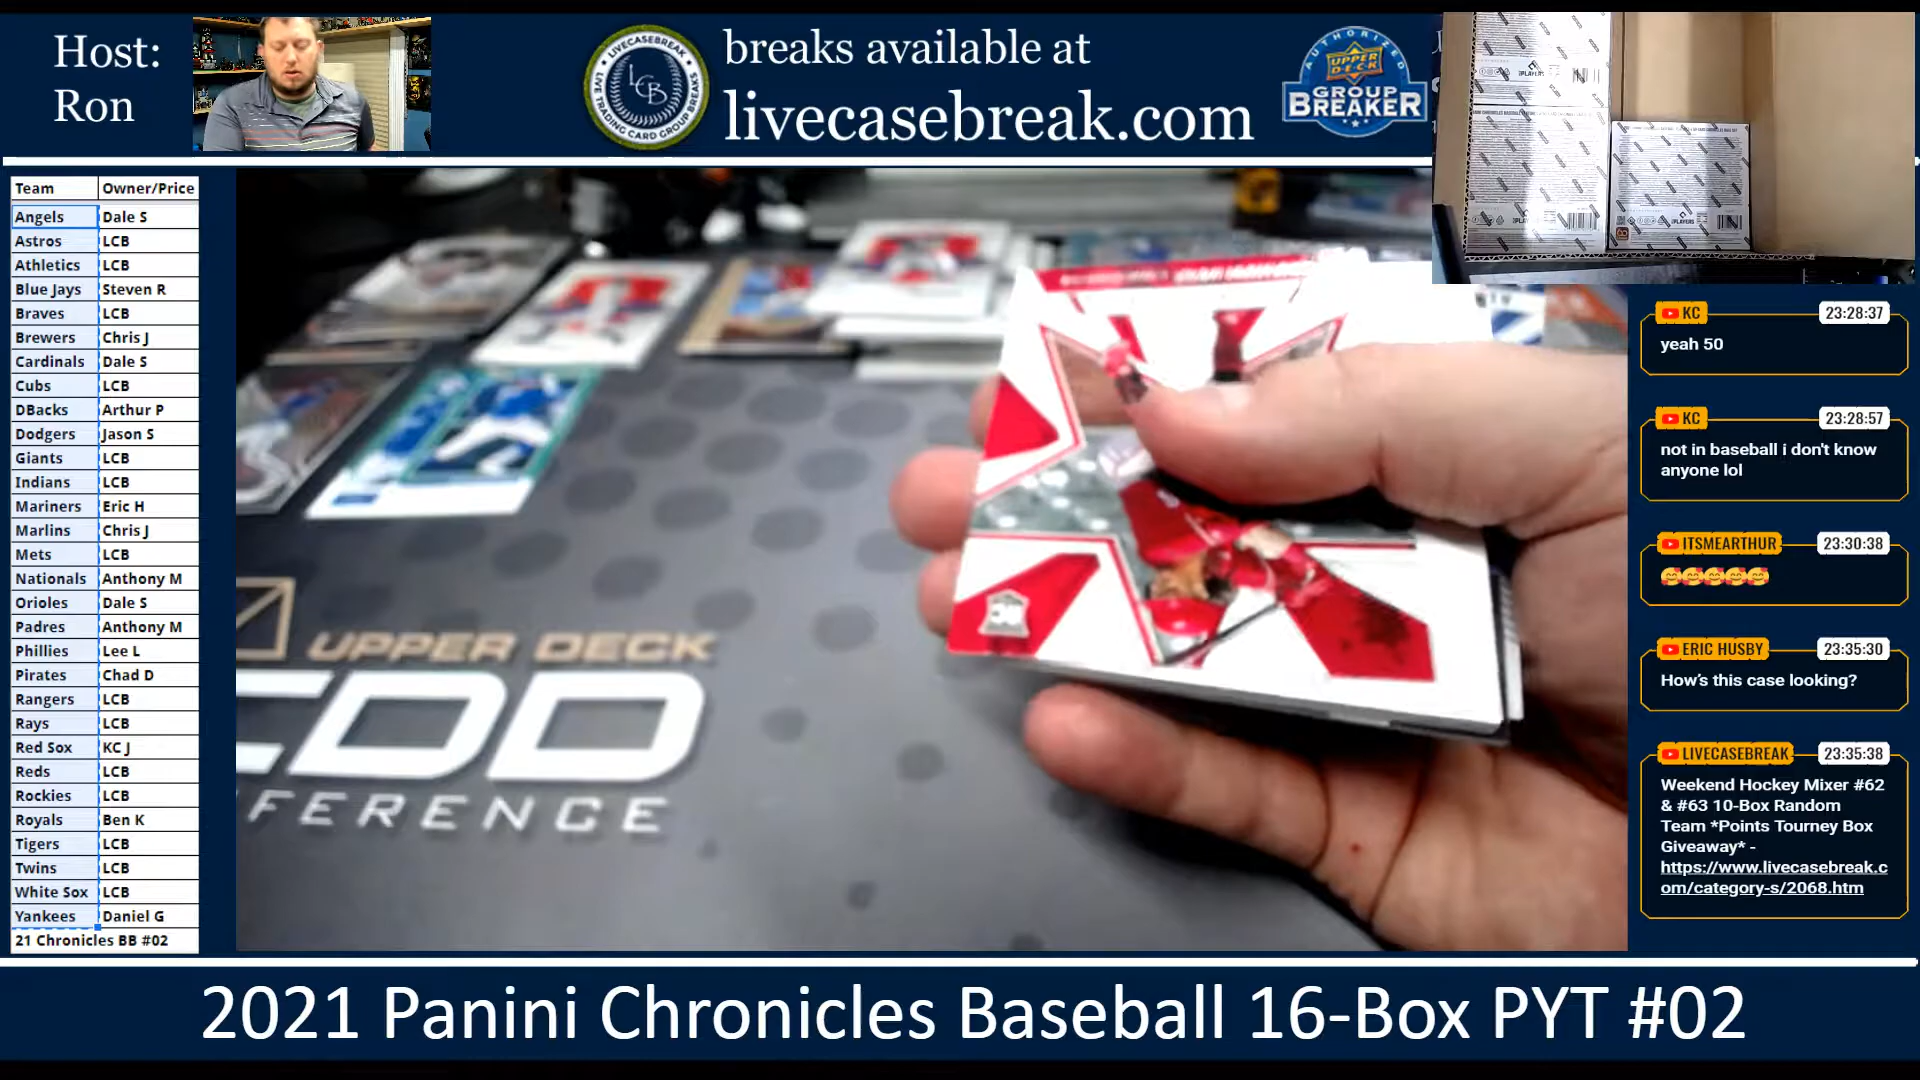 Host:
Ron
LIVECASEBREAK
LCB
LIVE TRADING CARD GROUP BREAKS
breaks available at
livecasebreak.com
AUTHORIZED
UPPER DECK
GROUP
BREAKER
Team Owner/Price
Angels Dale S
Astros LCB
Athletics LCB
Blue Jays Steven R
Braves LCB
Brewers Chris J
Cardinals Dale S
Cubs LCB
DBacks Arthur P
Dodgers Jason S
Giants LCB
Indians LCB
Mariners Eric H
Marlins Chris J
Mets LCB
Nationals Anthony M
Orioles Dale S
Padres Anthony M
Phillies Lee L
Pirates Chad D
Rangers LCB
Rays LCB
Red Sox KC J
Reds LCB
Rockies LCB
Royals Ben K
Tigers LCB
Twins LCB
White Sox LCB
Yankees Daniel G
21 Chronicles BB #02
UPPER DECK
CDD
FERENCE
KC 23:28:37
yeah 50
KC 23:28:57
not in baseball i don't know
anyone lol
ITSMEARTHUR 23:30:38
🥰🥰🥰🥰🥰
ERIC HUSBY 23:35:30
How's this case looking?
LIVECASEBREAK 23:35:38
Weekend Hockey Mixer #62
& #63 10-Box Random
Team *Points Tourney Box
Giveaway* -
https://www.livecasebreak.c
om/category-s/2068.htm
2021 Panini Chronicles Baseball 16-Box PYT #02